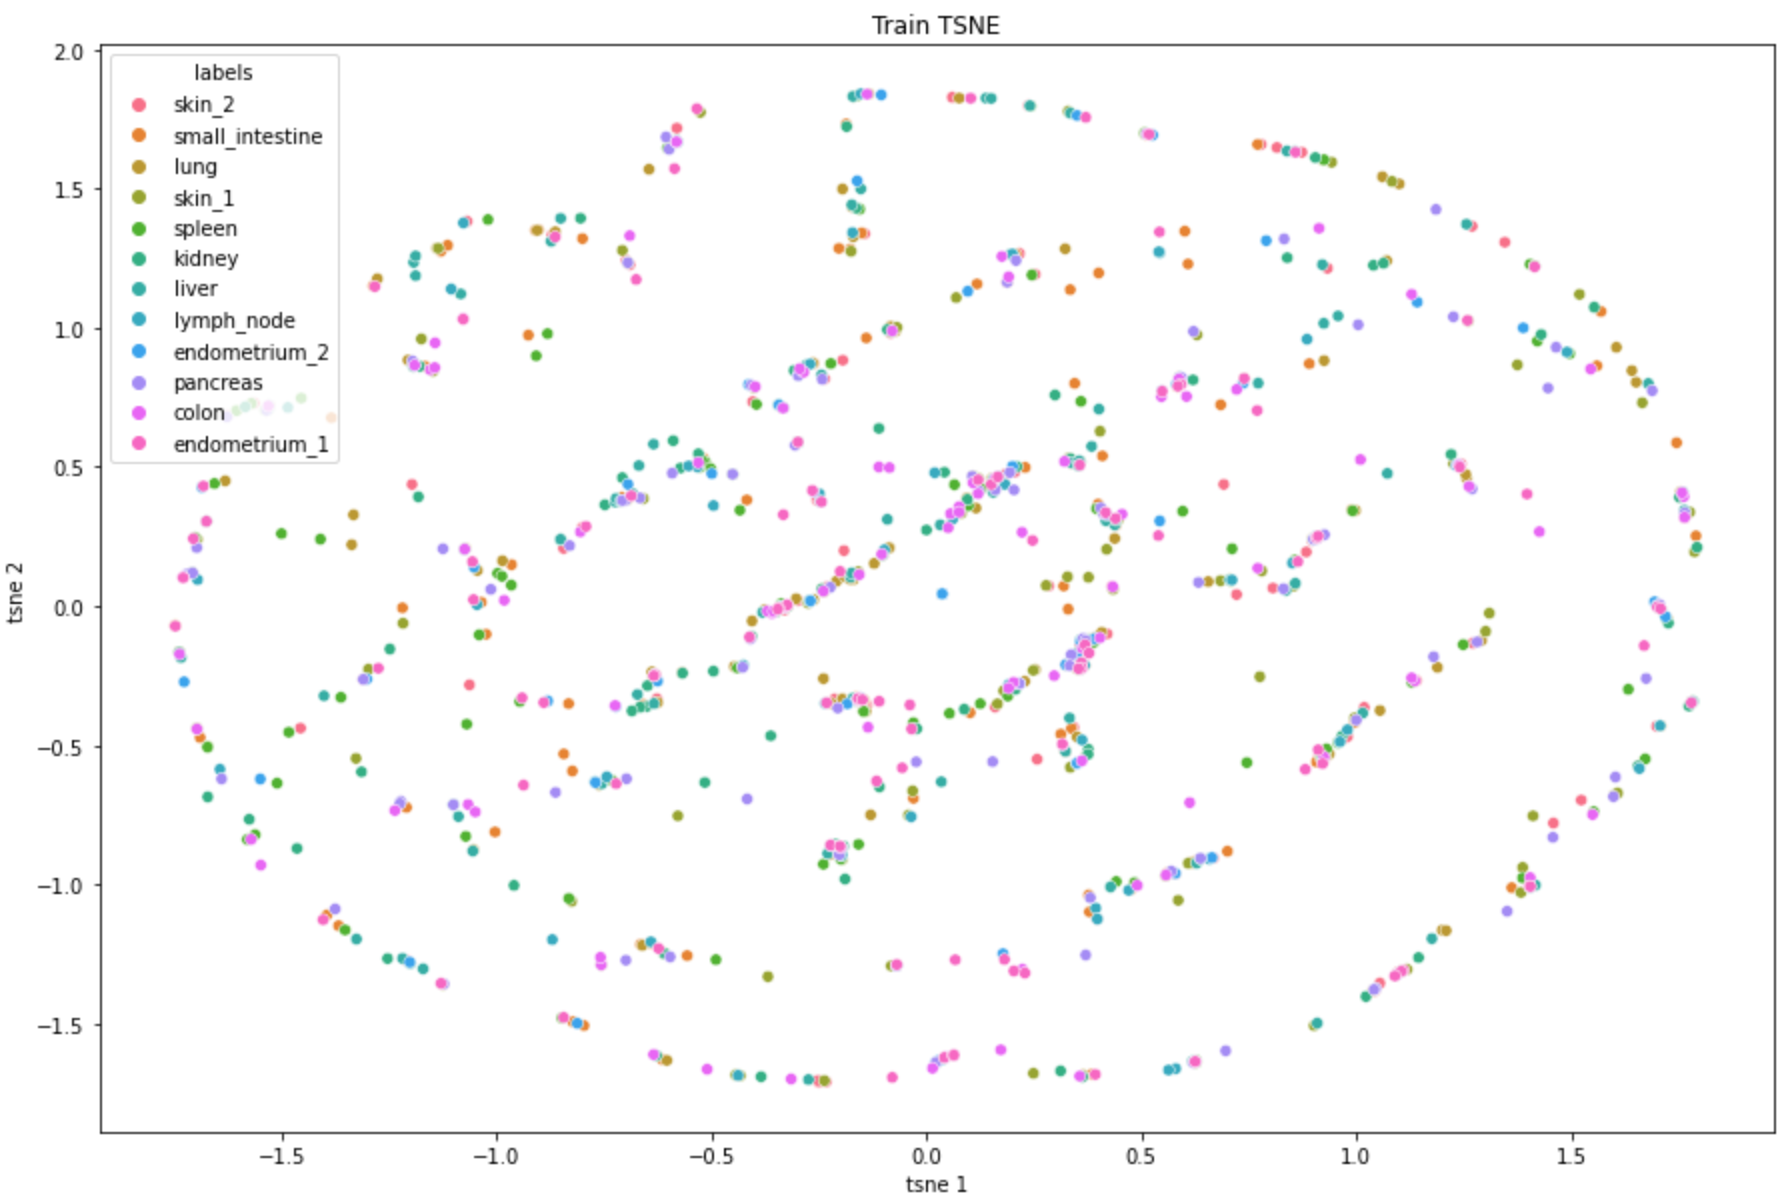 Train TSNE
labels
skin_2
small_intestine
lung
skin_1
spleen
kidney
liver
lymph_node
endometrium_2
pancreas
colon
endometrium_1
2.0
1.5
1.0
0.5
0.0
−0.5
−1.0
−1.5
tsne 2
−1.5 −1.0 −0.5 0.0 0.5 1.0 1.5
tsne 1